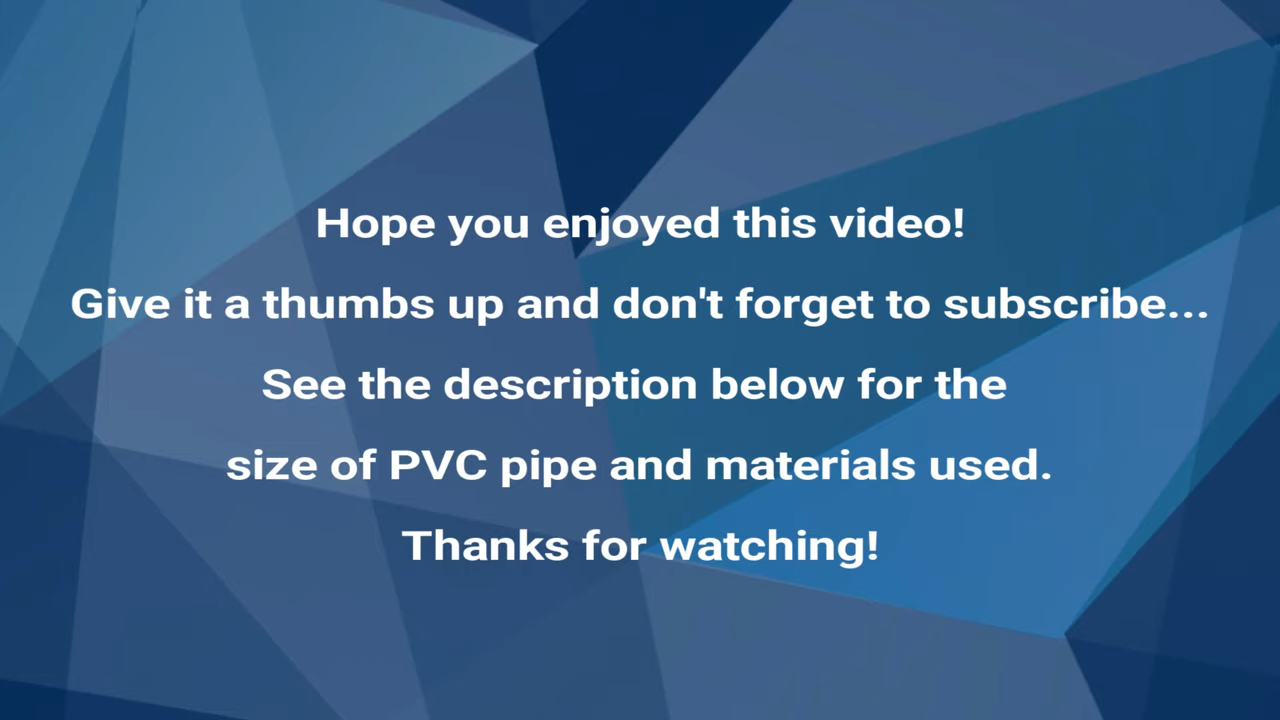 Hope you enjoyed this video!
Give it a thumbs up and don't forget to subscribe...
See the description below for the
size of PVC pipe and materials used.
Thanks for watching!